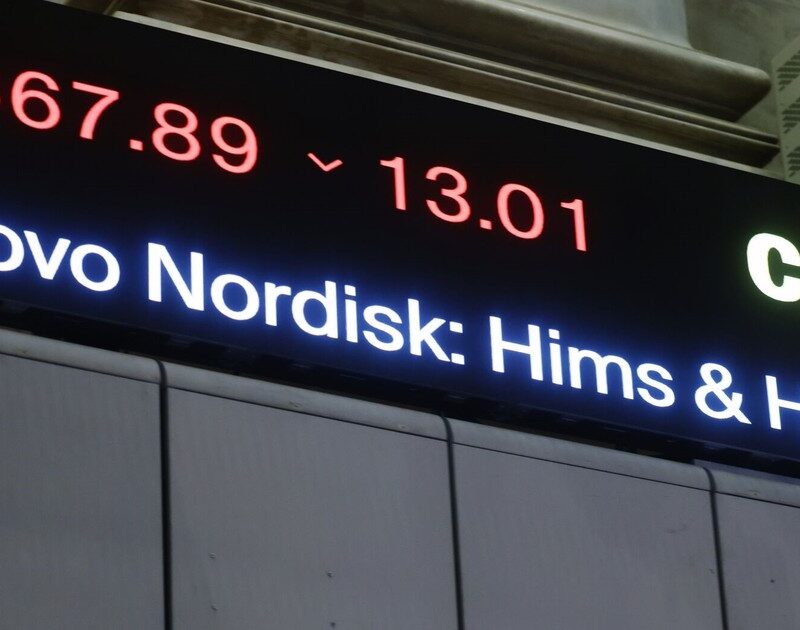 67.89 ⌄ 13.01 C
ovo Nordisk: Hims & H